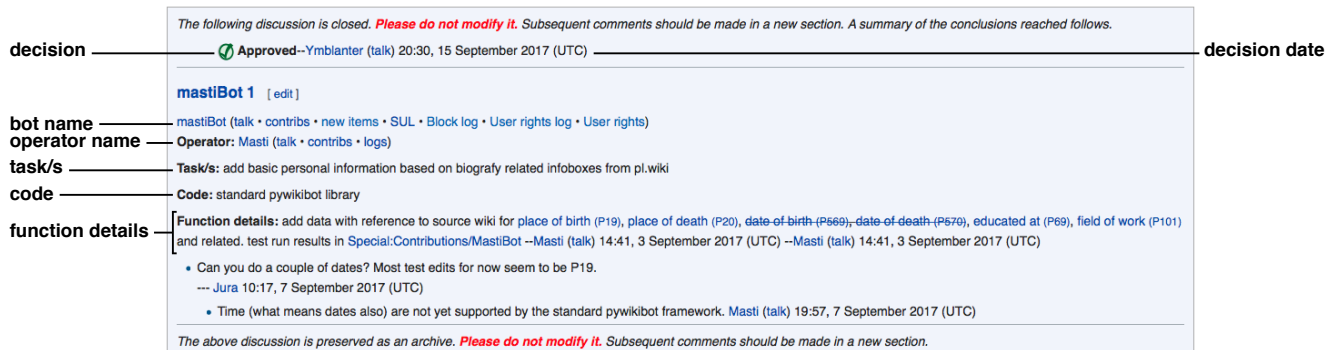 The following discussion is closed. Please do not modify it. Subsequent comments should be made in a new section. A summary of the conclusions reached follows.
decision
Approved--Ymblanter (talk) 20:30, 15 September 2017 (UTC)
decision date
mastiBot 1 [ edit ]
bot name
mastiBot (talk • contribs • new items • SUL • Block log • User rights log • User rights)
operator name
Operator: Masti (talk • contribs • logs)
task/s
Task/s: add basic personal information based on biografy related infoboxes from pl.wiki
code
Code: standard pywikibot library
function details
Function details: add data with reference to source wiki for place of birth (P19), place of death (P20), date of birth (P569), date of death (P570), educated at (P69), field of work (P101)
and related. test run results in Special:Contributions/MastiBot --Masti (talk) 14:41, 3 September 2017 (UTC) --Masti (talk) 14:41, 3 September 2017 (UTC)
• Can you do a couple of dates? Most test edits for now seem to be P19.
--- Jura 10:17, 7 September 2017 (UTC)
• Time (what means dates also) are not yet supported by the standard pywikibot framework. Masti (talk) 19:57, 7 September 2017 (UTC)
The above discussion is preserved as an archive. Please do not modify it. Subsequent comments should be made in a new section.